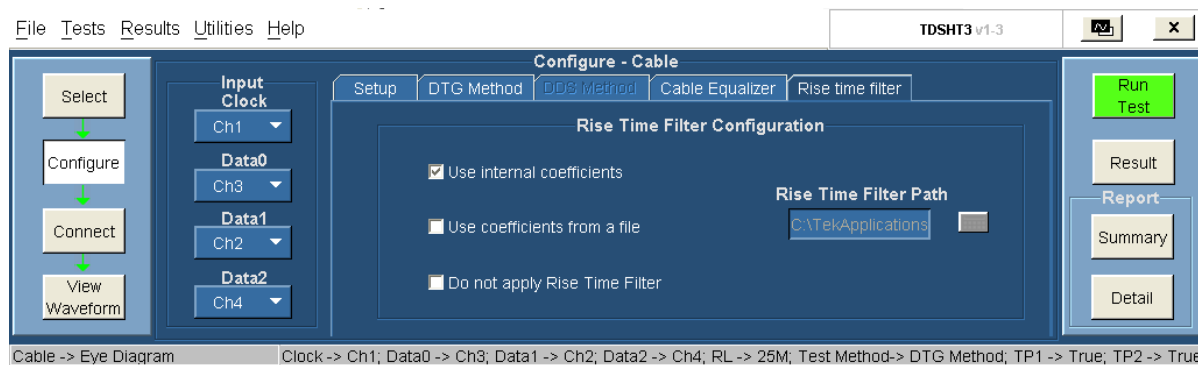 File Tests Results Utilities Help
TDSHT3 v1-3
x
Select
Configure
Connect
View
Waveform
Input
Clock
Ch1
Data0
Ch3
Data1
Ch2
Data2
Ch4
Configure - Cable
Setup DTG Method DDS Method Cable Equalizer Rise time filter
Rise Time Filter Configuration
Use internal coefficients
Use coefficients from a file
Do not apply Rise Time Filter
Rise Time Filter Path
C:\TekApplications
Run
Test
Result
Report
Summary
Detail
Cable -> Eye Diagram Clock -> Ch1; Data0 -> Ch3; Data1 -> Ch2; Data2 -> Ch4; RL -> 25M; Test Method-> DTG Method; TP1 -> True; TP2 -> True